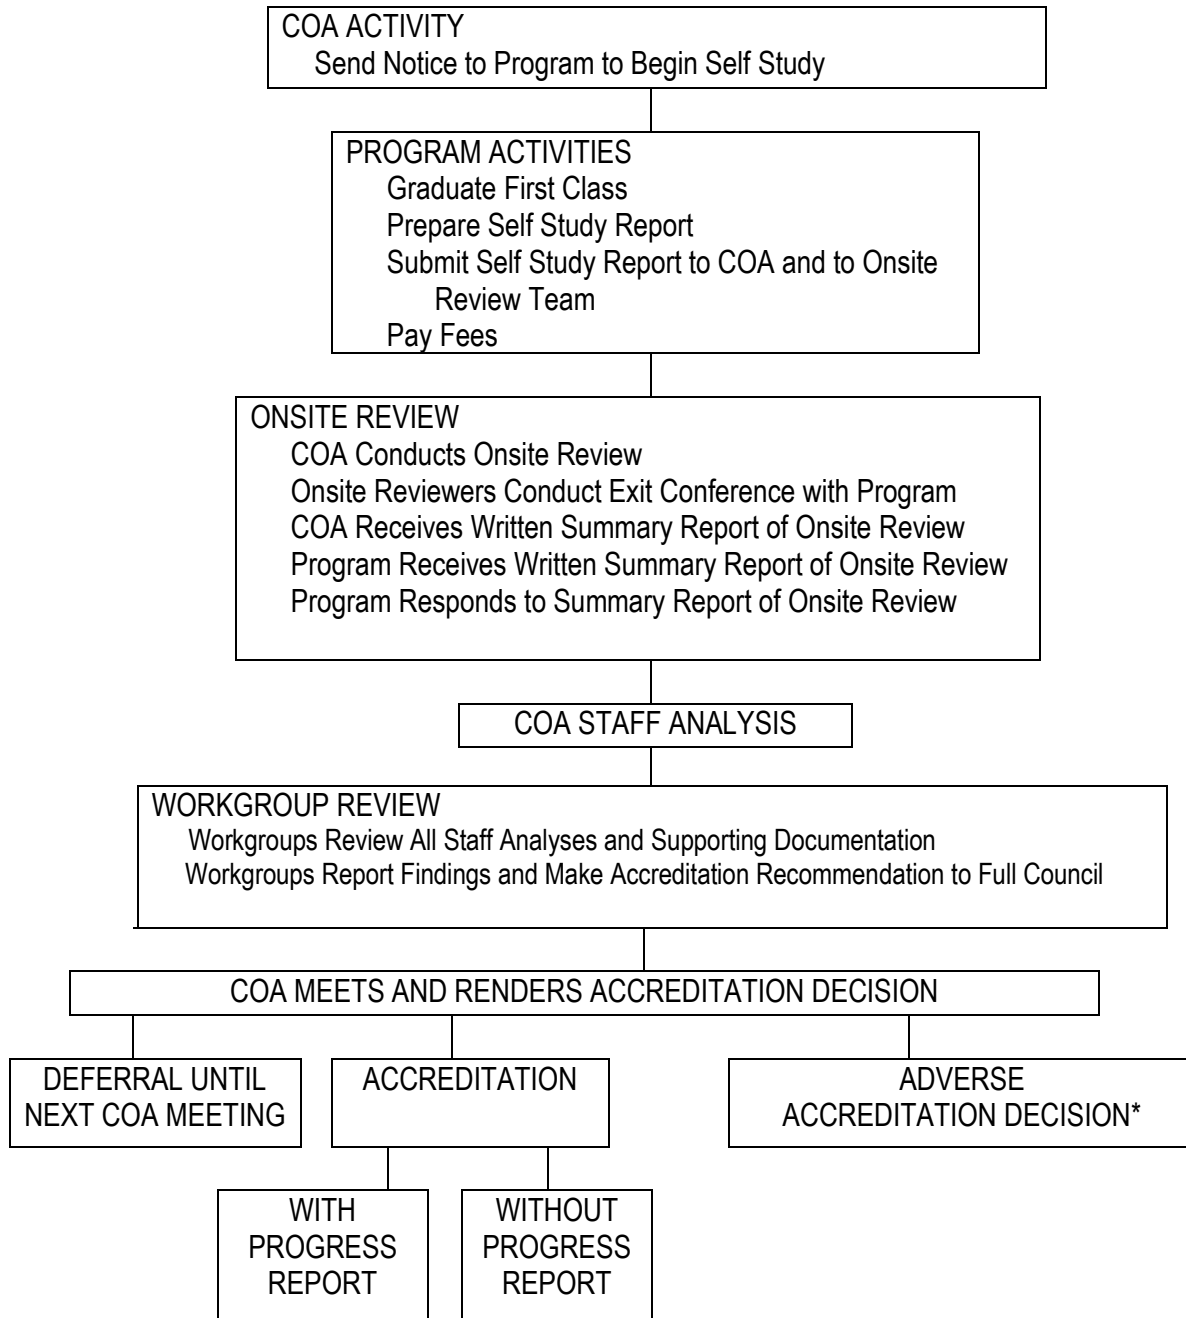 COA ACTIVITY
Send Notice to Program to Begin Self Study
PROGRAM ACTIVITIES
Graduate First Class
Prepare Self Study Report
Submit Self Study Report to COA and to Onsite
Review Team
Pay Fees
ONSITE REVIEW
COA Conducts Onsite Review
Onsite Reviewers Conduct Exit Conference with Program
COA Receives Written Summary Report of Onsite Review
Program Receives Written Summary Report of Onsite Review
Program Responds to Summary Report of Onsite Review
COA STAFF ANALYSIS
WORKGROUP REVIEW
Workgroups Review All Staff Analyses and Supporting Documentation
Workgroups Report Findings and Make Accreditation Recommendation to Full Council
COA MEETS AND RENDERS ACCREDITATION DECISION
DEFERRAL UNTIL
NEXT COA MEETING
ACCREDITATION
ADVERSE
ACCREDITATION DECISION*
WITH
PROGRESS
REPORT
WITHOUT
PROGRESS
REPORT